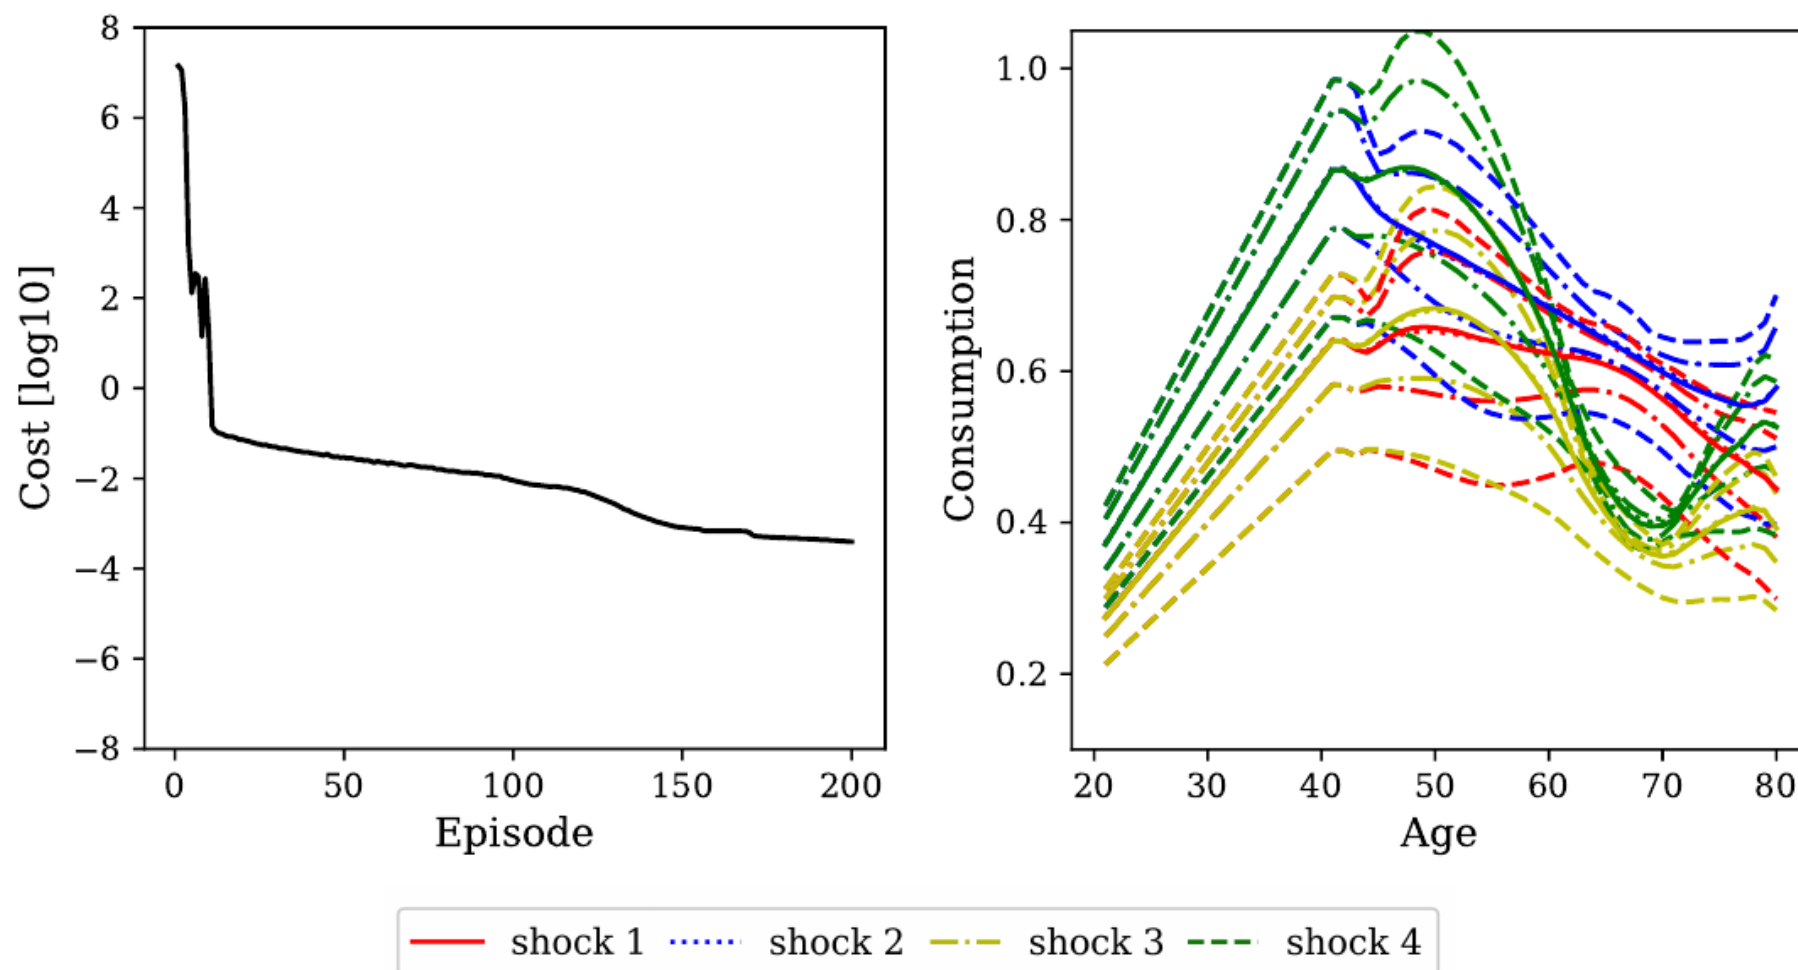 8
6
4
2
0
−2
−4
−6
−8
Cost [log10]
0 50 100 150 200
Episode
1.0
0.8
0.6
0.4
0.2
Consumption
20 30 40 50 60 70 80
Age
shock 1 shock 2 shock 3 shock 4